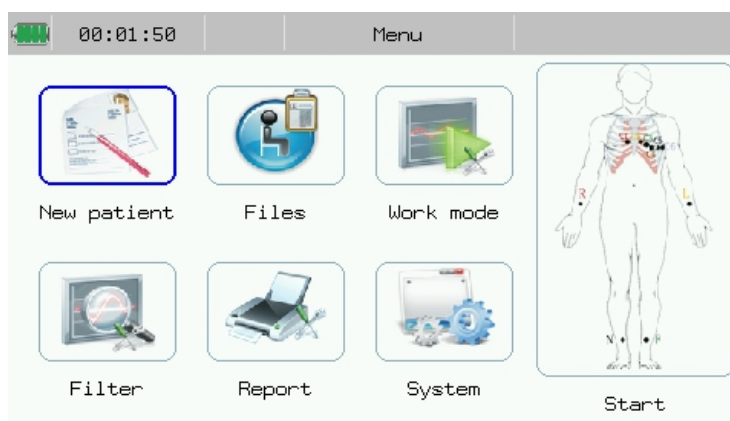 00:01:50 Menu
New patient Files Work mode
R L
N F
Filter Report System
Start